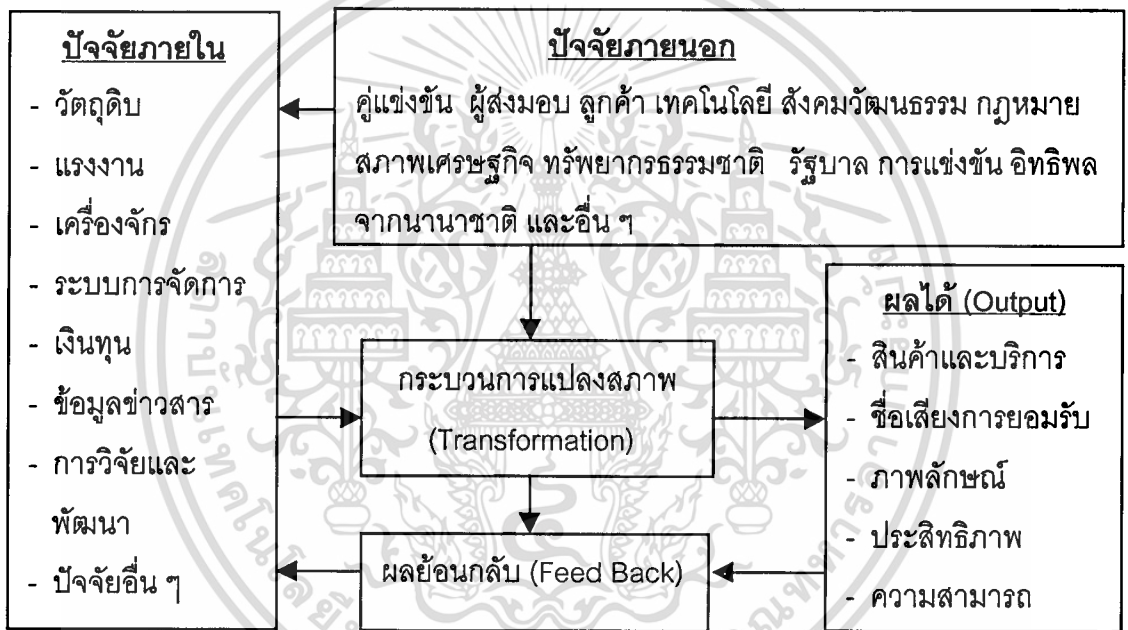 ปัจจัยภายใน
- วัตถุดิบ
- แรงงาน
- เครื่องจักร
- ระบบการจัดการ
- เงินทุน
- ข้อมูลข่าวสาร
- การวิจัยและ
พัฒนา
- ปัจจัยอื่น ๆ
ปัจจัยภายนอก
คู่แข่งขัน ผู้ส่งมอบ ลูกค้า เทคโนโลยี สังคมวัฒนธรรม กฎหมาย
สภาพเศรษฐกิจ ทรัพยากรธรรมชาติ รัฐบาล การแข่งขัน อิทธิพล
จากนานาชาติ และอื่น ๆ
กระบวนการแปลงสภาพ
(Transformation)
ผลย้อนกลับ (Feed Back)
ผลได้ (Output)
- สินค้าและบริการ
- ชื่อเสียงการยอมรับ
- ภาพลักษณ์
- ประสิทธิภาพ
- ความสามารถ